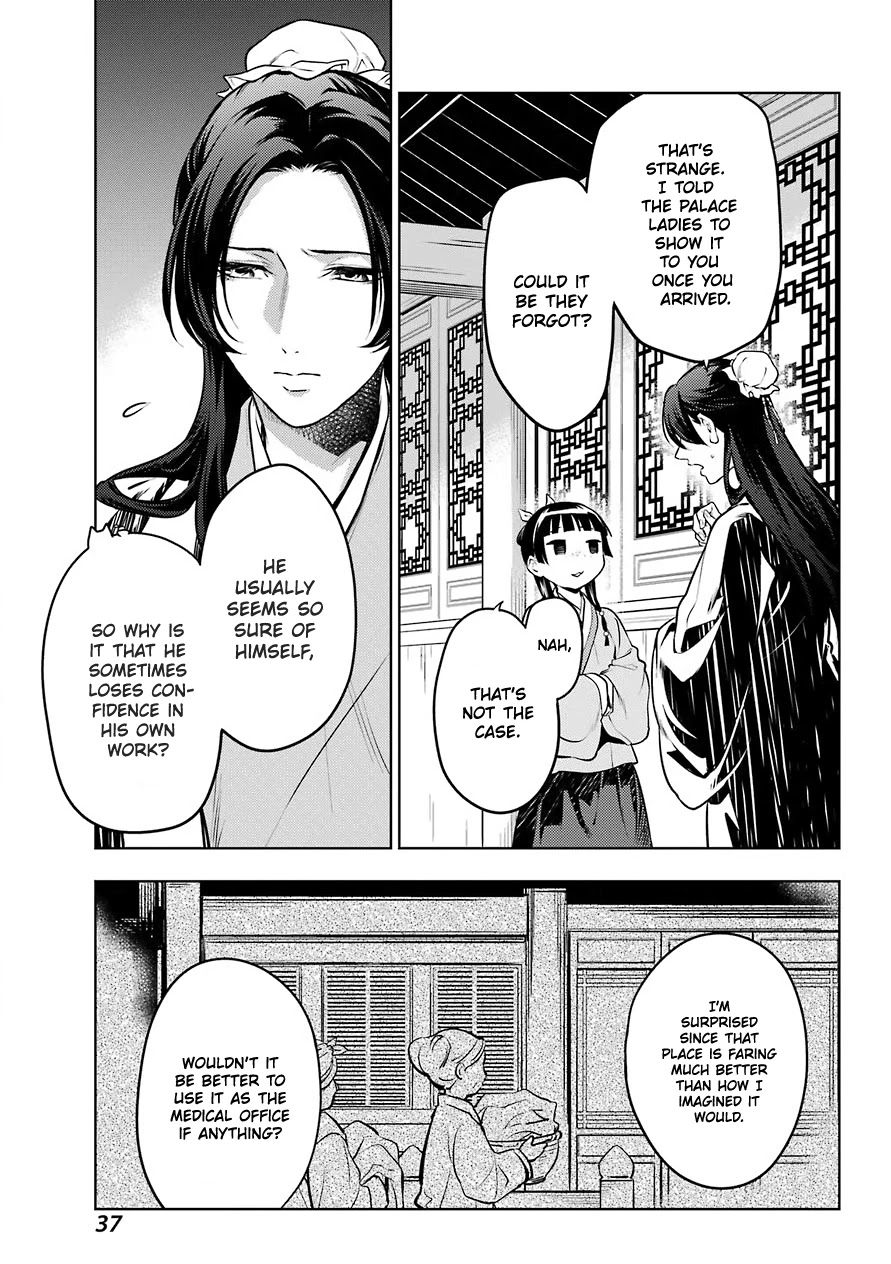 THAT'S
STRANGE.
I TOLD
THE PALACE
LADIES TO
SHOW IT
TO YOU
ONCE YOU
ARRIVED.
COULD IT
BE THEY
FORGOT?
NAH,
THAT'S
NOT THE
CASE.
HE
USUALLY
SEEMS SO
SURE OF
HIMSELF,
SO WHY IS
IT THAT HE
SOMETIMES
LOSES CON-
FIDENCE IN
HIS OWN
WORK?
I'M
SURPRISED
SINCE THAT
PLACE IS FARING
MUCH BETTER
THAN HOW I
IMAGINED IT
WOULD.
WOULDN'T IT
BE BETTER TO
USE IT AS THE
MEDICAL OFFICE
IF ANYTHING?
37